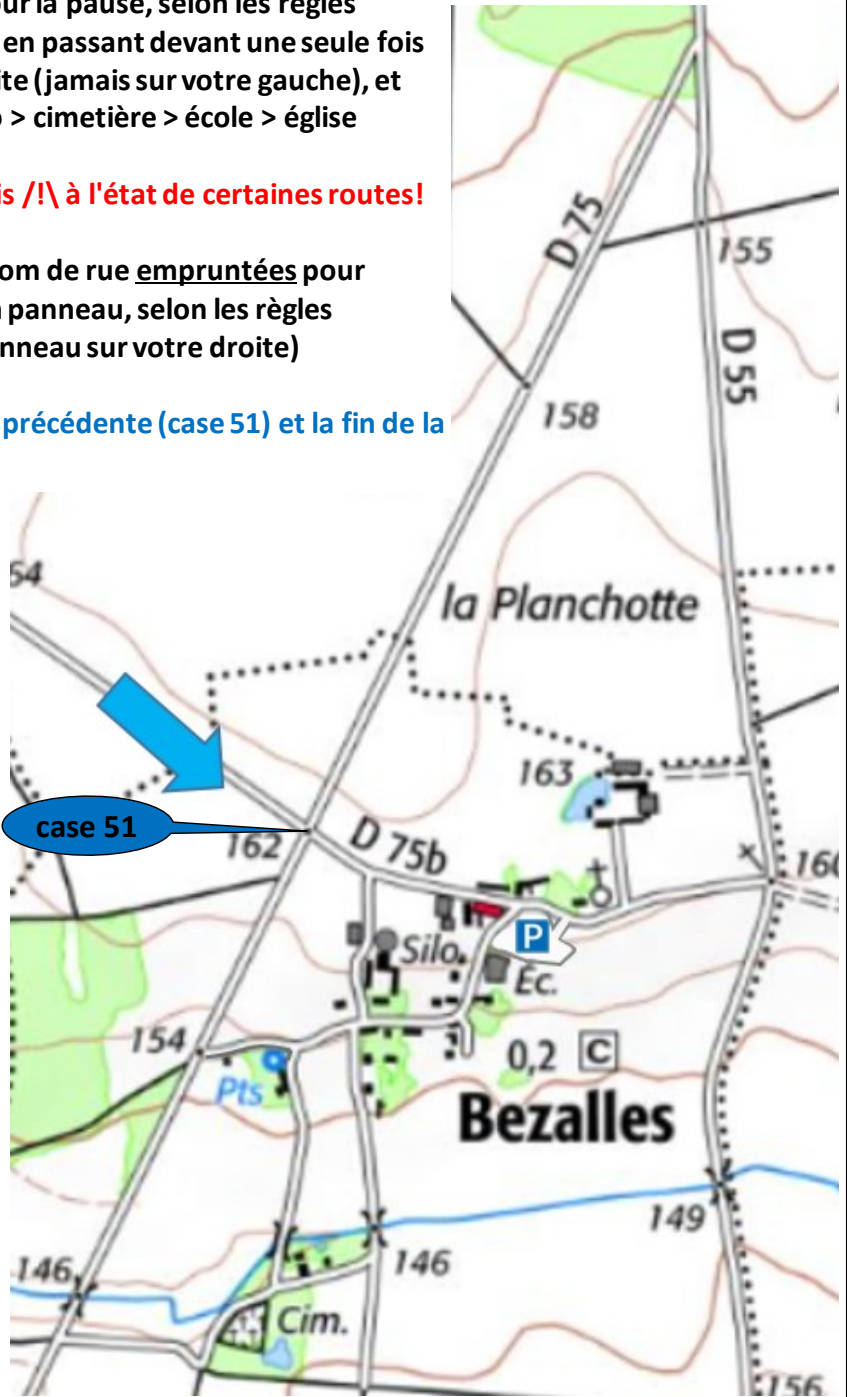 our la pause, selon les règles
en passant devant une seule fois
ite (jamais sur votre gauche), et
> cimetière > école > église
is /!\ à l'état de certaines routes!
om de rue empruntées pour
panneau, selon les règles
nneau sur votre droite)
précédente (case 51) et la fin de la
D 75
155
D 55
158
54
la Planchotte
163
case 51
162
D 75b
160
P
Silo
Éc.
154
0,2 C
Pts
Bezalles
149
146
146
Cim.
156